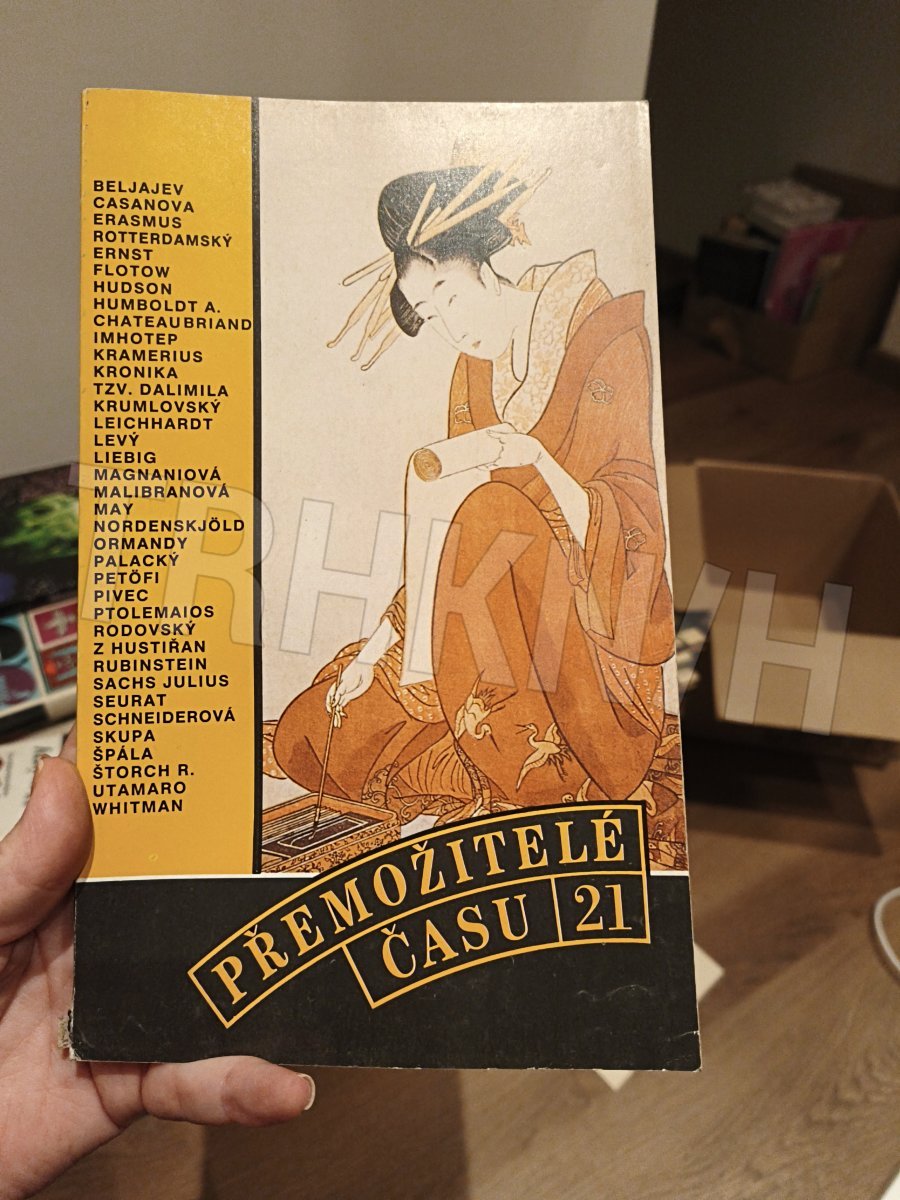 BELJAJEV
CASANOVA
ERASMUS
ROTTERDAMSKÝ
ERNST
FLOTOW
HUDSON
HUMBOLDT A.
CHATEAUBRIAND
IMHOTEP
KRAMERIUS
KRONIKA
TZV. DALIMILA
KRUMLOVSKÝ
LEICHHARDT
LEVÝ
LIEBIG
MAGNANIOVÁ
MALIBRANOVÁ
MAY
NORDENSKJÖLD
ORMANDY
PALACKÝ
PETÖFI
PIVEC
PTOLEMAIOS
RODOVSKÝ
Z HUSTIŘAN
RUBINSTEIN
SACHS JULIUS
SEURAT
SCHNEIDEROVÁ
SKUPA
ŠPÁLA
ŠTORCH R.
UTAMARO
WHITMAN
PŘEMOŽITELÉ
ČASU 21
TRHKNIH